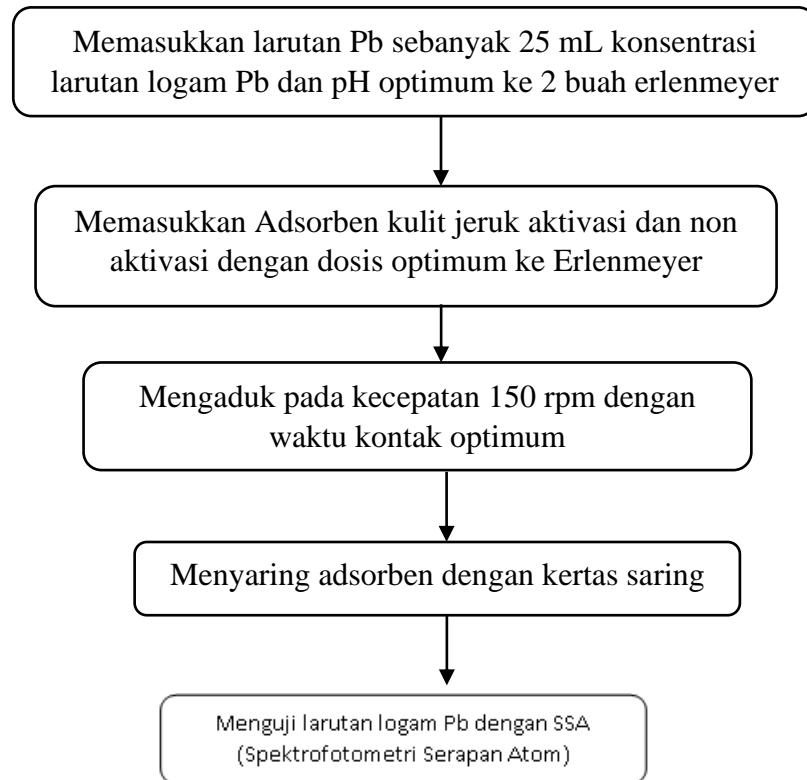 Memasukkan larutan Pb sebanyak 25 mL konsentrasi
larutan logam Pb dan pH optimum ke 2 buah erlenmeyer
Memasukkan Adsorben kulit jeruk aktivasi dan non
aktivasi dengan dosis optimum ke Erlenmeyer
Mengaduk pada kecepatan 150 rpm dengan
waktu kontak optimum
Menyaring adsorben dengan kertas saring
Menguji larutan logam Pb dengan SSA
(Spektrofotometri Serapan Atom)